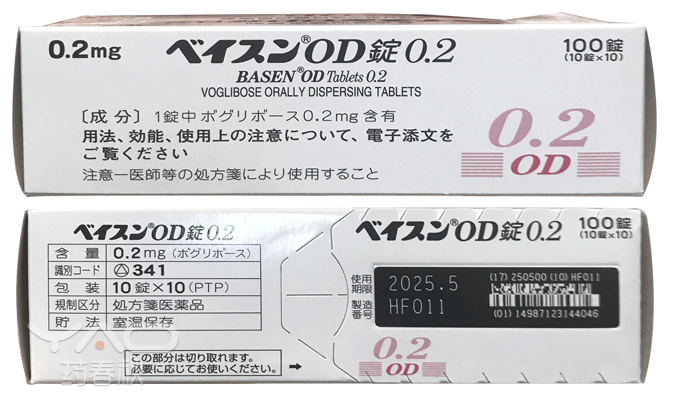 0.2mg
ベイスン®OD錠0.2
100錠
(10錠×10)
BASEN®OD Tablets 0.2
VOGLIBOSE ORALLY DISPERSING TABLETS
〔成分〕 1錠中 ボグリボース0.2mg含有
用法、効能、使用上の注意について、電子添文を
ご覧ください
注意－医師等の処方箋により使用すること
0.2
OD
ベイスン®OD錠0.2
含量 0.2mg (ボグリボース)
識別コード △341
包装 10錠×10 (PTP)
規制区分 処方箋医薬品
貯法 室温保存
YAO
药春秋
この部分は切り取れます。
必要に応じてお使いください。 →
ベイスン®OD錠0.2
100錠
(10錠×10)
使用
期限
2025.5
製造
番号
HF011
(17) 250500 (10) HF011
(01) 14987123144046
0.2
OD